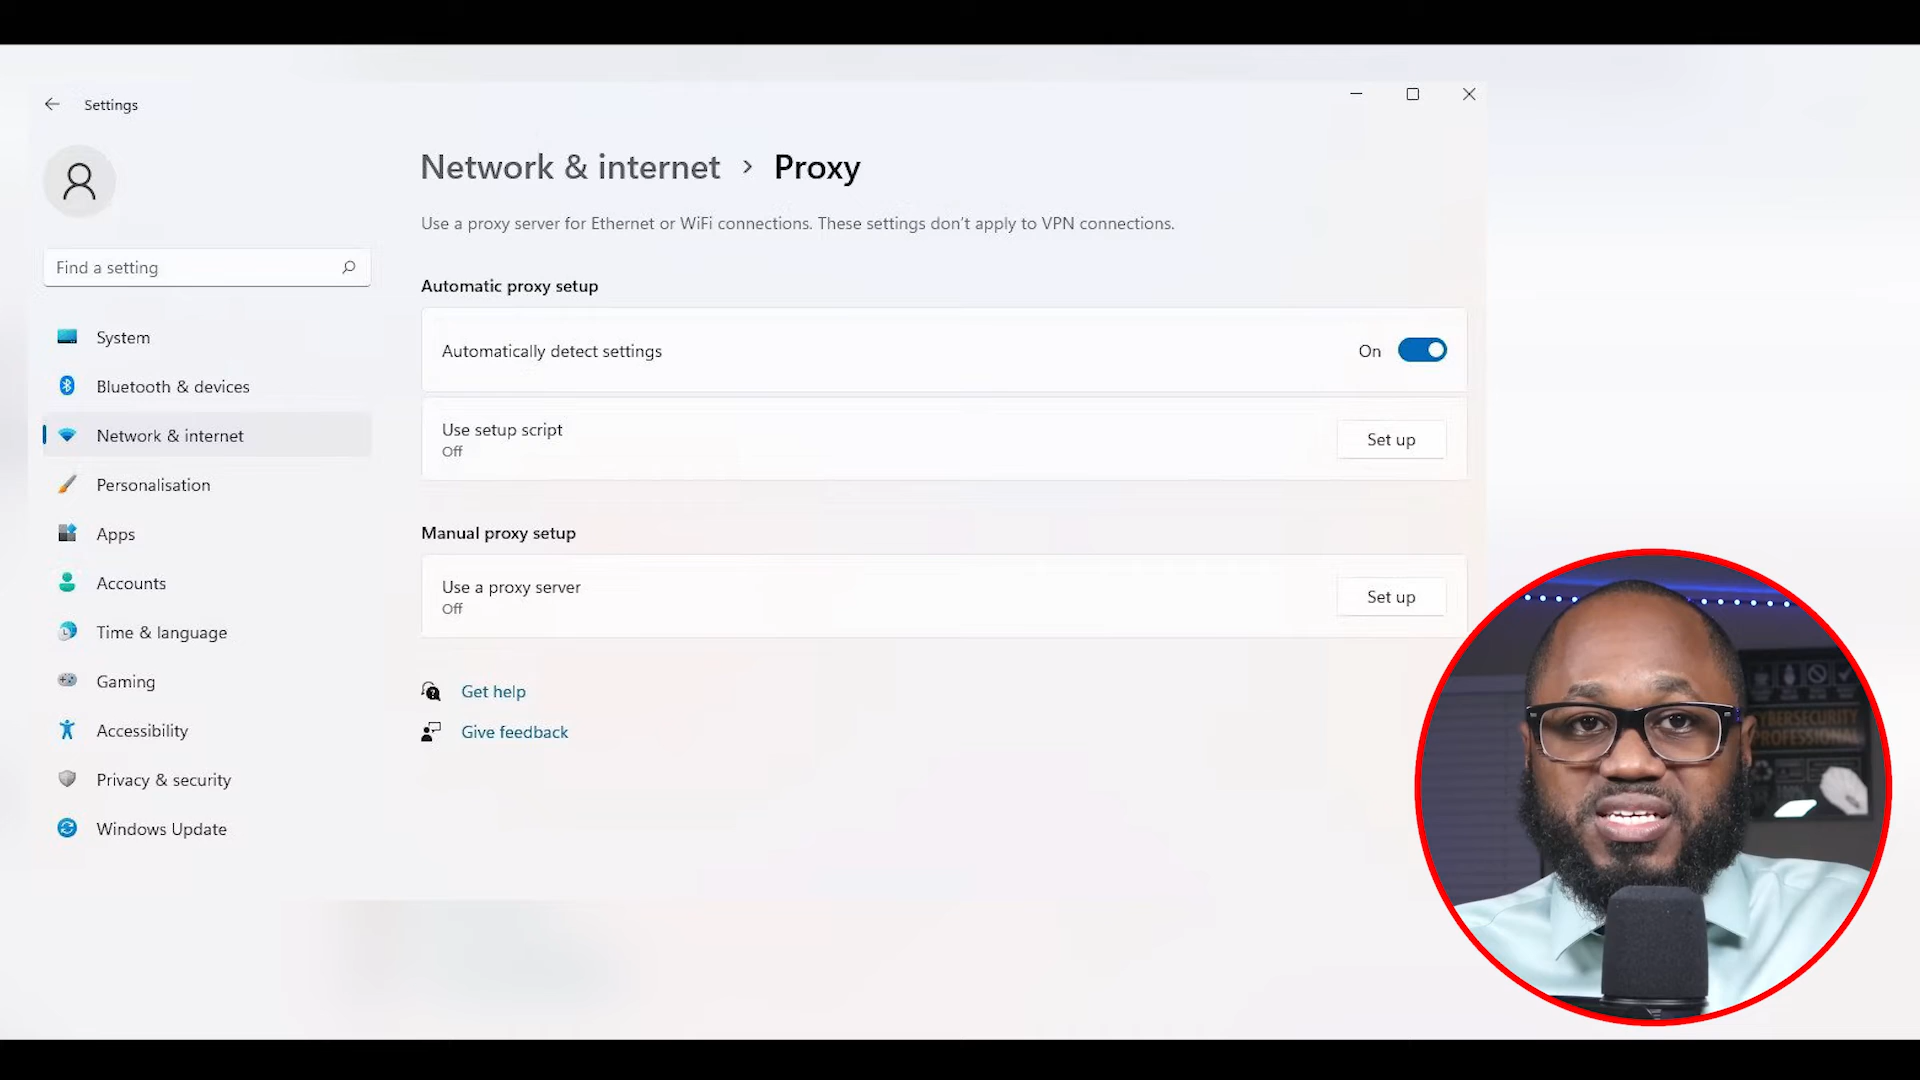 Settings
Network & internet > Proxy
Use a proxy server for Ethernet or WiFi connections. These settings don't apply to VPN connections.
Find a setting
System
Bluetooth & devices
Network & internet
Personalisation
Apps
Accounts
Time & language
Gaming
Accessibility
Privacy & security
Windows Update
Automatic proxy setup
Automatically detect settings
On
Use setup script
Off
Set up
Manual proxy setup
Use a proxy server
Off
Set up
Get help
Give feedback
CYBERSECURITY
PROFESSIONAL